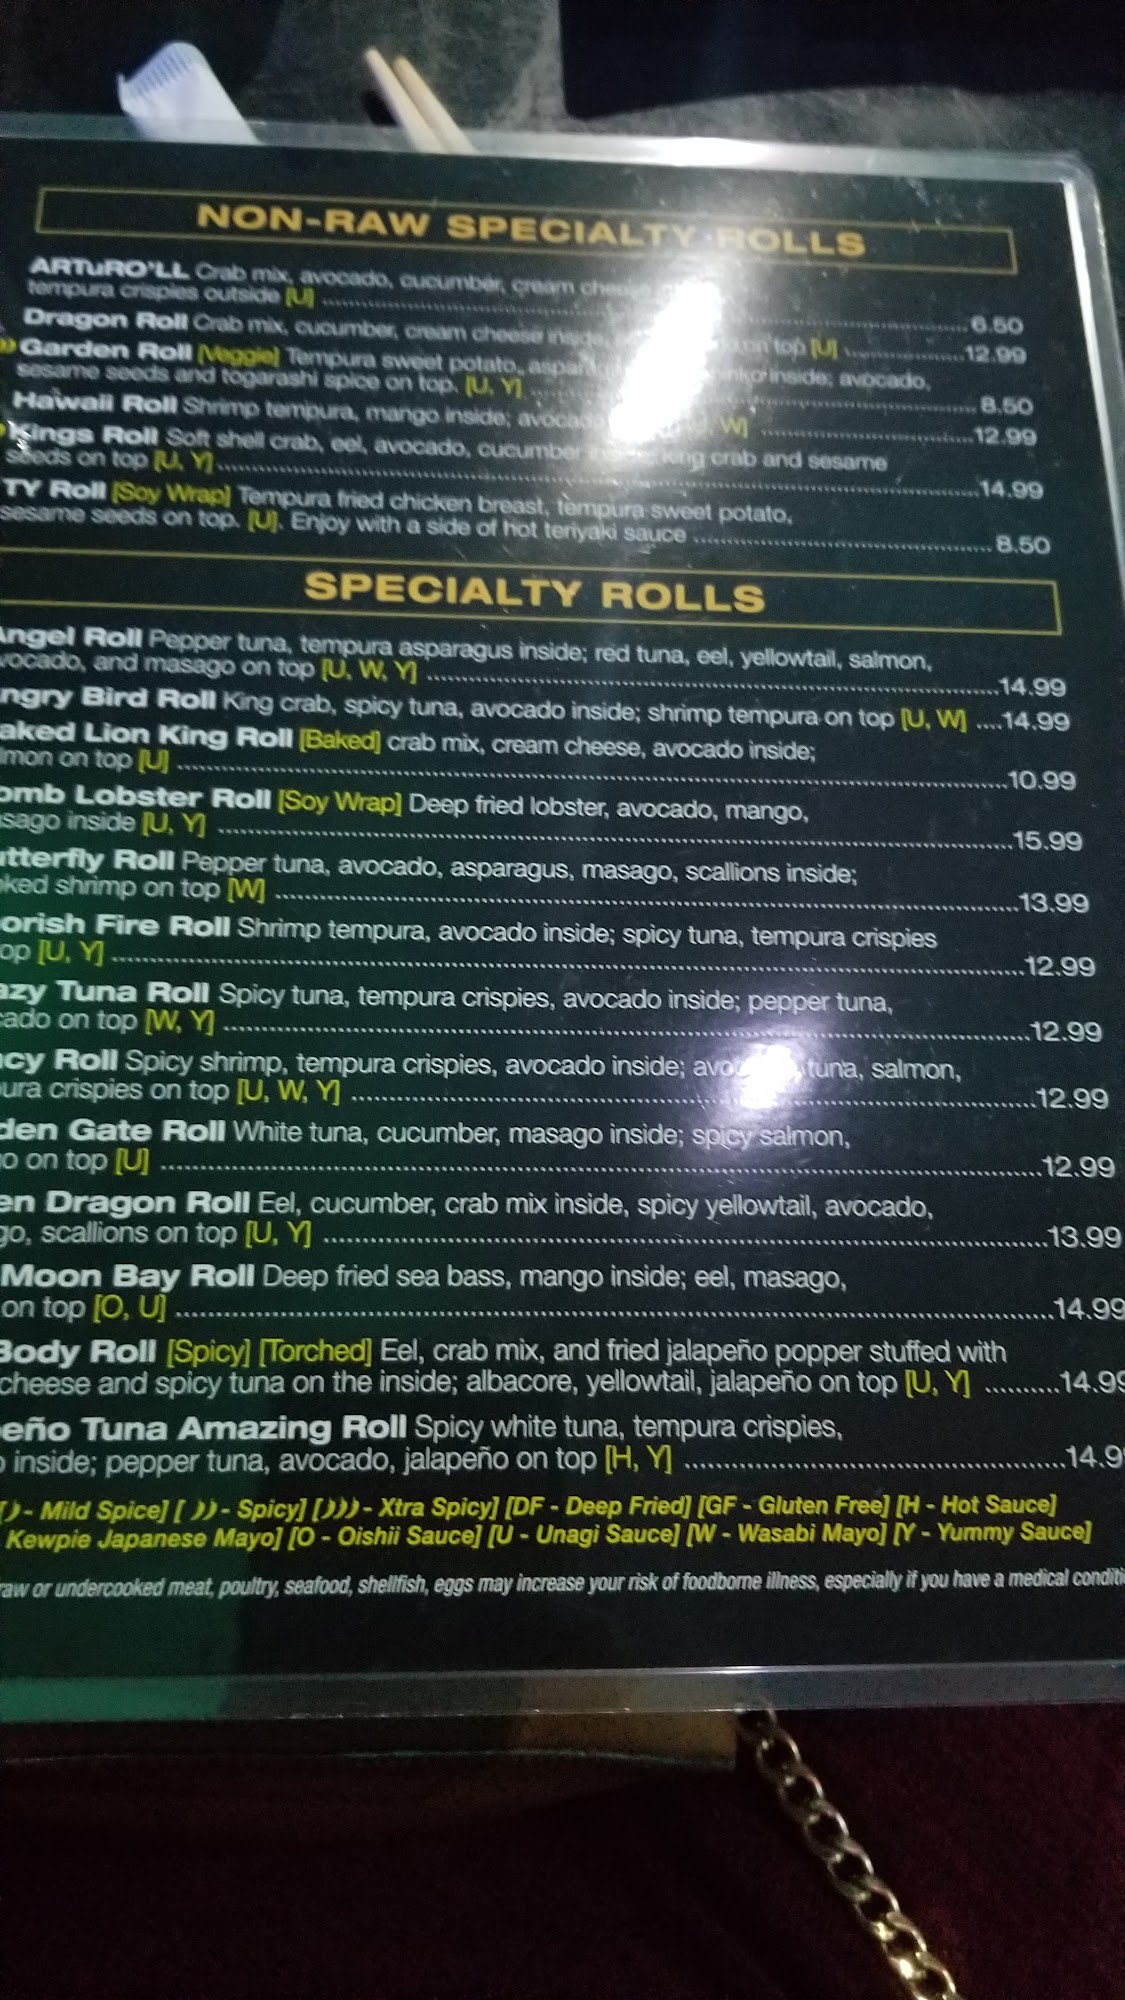 NON-RAW SPECIALTY ROLLS
ARTuRO'LL Crab mix, avocado, cucumber, cream cheese
tempura crispies outside [U] 6.50
Dragon Roll Crab mix, cucumber, cream cheese inside, on top [U] 12.99
Garden Roll [Veggie] Tempura sweet potato, inside; avocado,
sesame seeds and togarashi spice on top. [U, Y] 8.50
Hawaii Roll Shrimp tempura, mango inside; W] 12.99
Kings Roll Soft shell crab, eel, avocado, cucumber king crab and sesame
seeds on top [U, Y] 14.99
TY Roll [Soy Wrap] Tempura fried chicken breast, tempura sweet potato,
sesame seeds on top. [U]. Enjoy with a side of hot teriyaki sauce 8.50
SPECIALTY ROLLS
Angel Roll Pepper tuna, tempura asparagus inside; red tuna, eel, yellowtail, salmon,
vocado, and masago on top [U, W, Y] 14.99
ngry Bird Roll King crab, spicy tuna, avocado inside; shrimp tempura on top [U, W] ....14.99
aked Lion King Roll [Baked] crab mix, cream cheese, avocado inside;
lmon on top [U] 10.99
omb Lobster Roll [Soy Wrap] Deep fried lobster, avocado, mango,
sago inside [U, Y] 15.99
utterfly Roll Pepper tuna, avocado, asparagus, masago, scallions inside;
ked shrimp on top [W] 13.99
orish Fire Roll Shrimp tempura, avocado inside; spicy tuna, tempura crispies
op [U, Y] 12.99
azy Tuna Roll Spicy tuna, tempura crispies, avocado inside; pepper tuna,
cado on top [W, Y] 12.99
ncy Roll Spicy shrimp, tempura crispies, avocado inside; tuna, salmon,
ura crispies on top [U, W, Y] 12.99
den Gate Roll White tuna, cucumber, masago inside; spicy salmon,
o on top [U] 12.99
en Dragon Roll Eel, cucumber, crab mix inside, spicy yellowtail, avocado,
go, scallions on top [U, Y] 13.99
Moon Bay Roll Deep fried sea bass, mango inside; eel, masago,
on top [O, U] 14.99
Body Roll [Spicy] [Torched] Eel, crab mix, and fried jalapeño popper stuffed with
cheese and spicy tuna on the inside; albacore, yellowtail, jalapeño on top [U, Y] ..........14.99
eño Tuna Amazing Roll Spicy white tuna, tempura crispies,
o inside; pepper tuna, avocado, jalapeño on top [H, Y] 14.9
- Mild Spice] [ - Spicy] [ - Xtra Spicy] [DF - Deep Fried] [GF - Gluten Free] [H - Hot Sauce]
Kewpie Japanese Mayo] [O - Oishii Sauce] [U - Unagi Sauce] [W - Wasabi Mayo] [Y - Yummy Sauce]
raw or undercooked meat, poultry, seafood, shellfish, eggs may increase your risk of foodborne illness, especially if you have a medical conditi